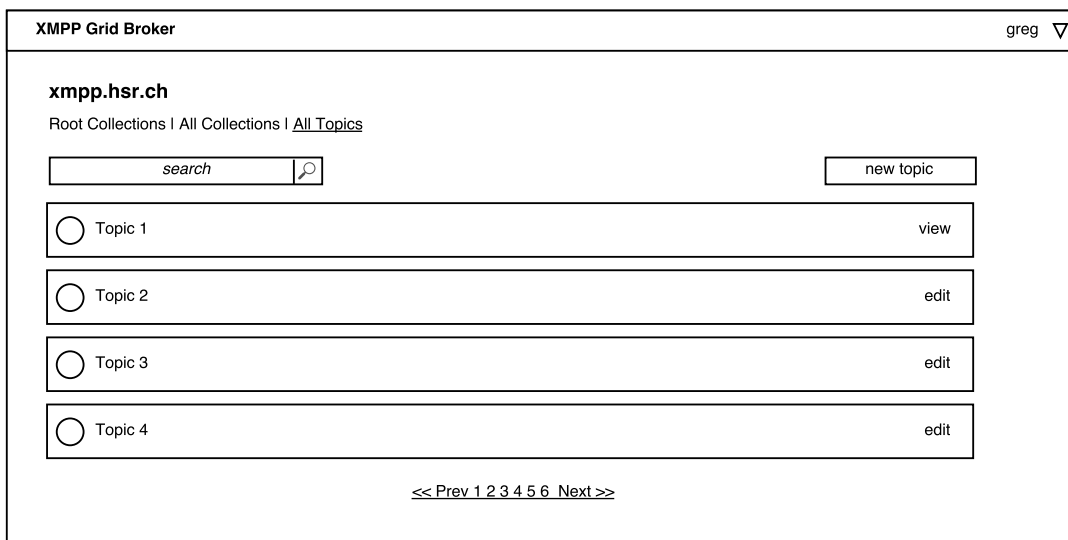 XMPP Grid Broker greg
xmpp.hsr.ch
Root Collections | All Collections | All Topics
search
new topic
Topic 1 view
Topic 2 edit
Topic 3 edit
Topic 4 edit
<< Prev 1 2 3 4 5 6 Next >>